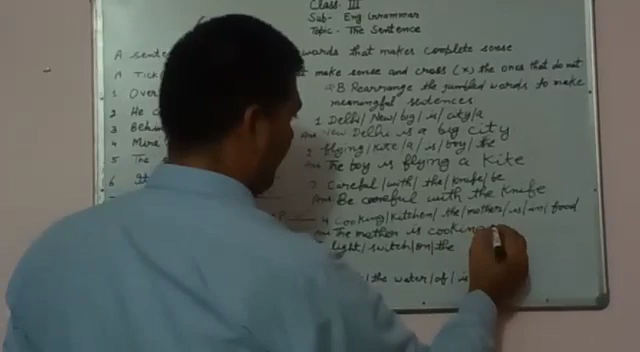 Class III
Sub- Eng Grammar
Topic- The Sentence
A sente words that makes complete sense
A Tick make sense and cross (x) the ones that do not
1 Over
2 He c
3 Behin
4 Mira
5 The
6
B Rearrange the jumbled words to make
meaningful sentences
1 Delhi/New/big/is/city/a
Ans New Delhi is a big city
2 flying/kite/a/is/boy/the
Ans The boy is flying a kite
3 Careful/with/the/knife/be
Be careful with the knife
4 cooking/kitchen/the/mother/is/in/food
Ans The mother is cooking
light/switch/on/the
/the water/of/is